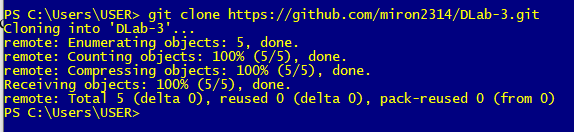 PS C:\Users\USER> git clone https://github.com/miron2314/DLab-3.git
Cloning into 'DLab-3'...
remote: Enumerating objects: 5, done.
remote: Counting objects: 100% (5/5), done.
remote: Compressing objects: 100% (5/5), done.
Receiving objects: 100% (5/5), done.
remote: Total 5 (delta 0), reused 0 (delta 0), pack-reused 0 (from 0)
PS C:\Users\USER>